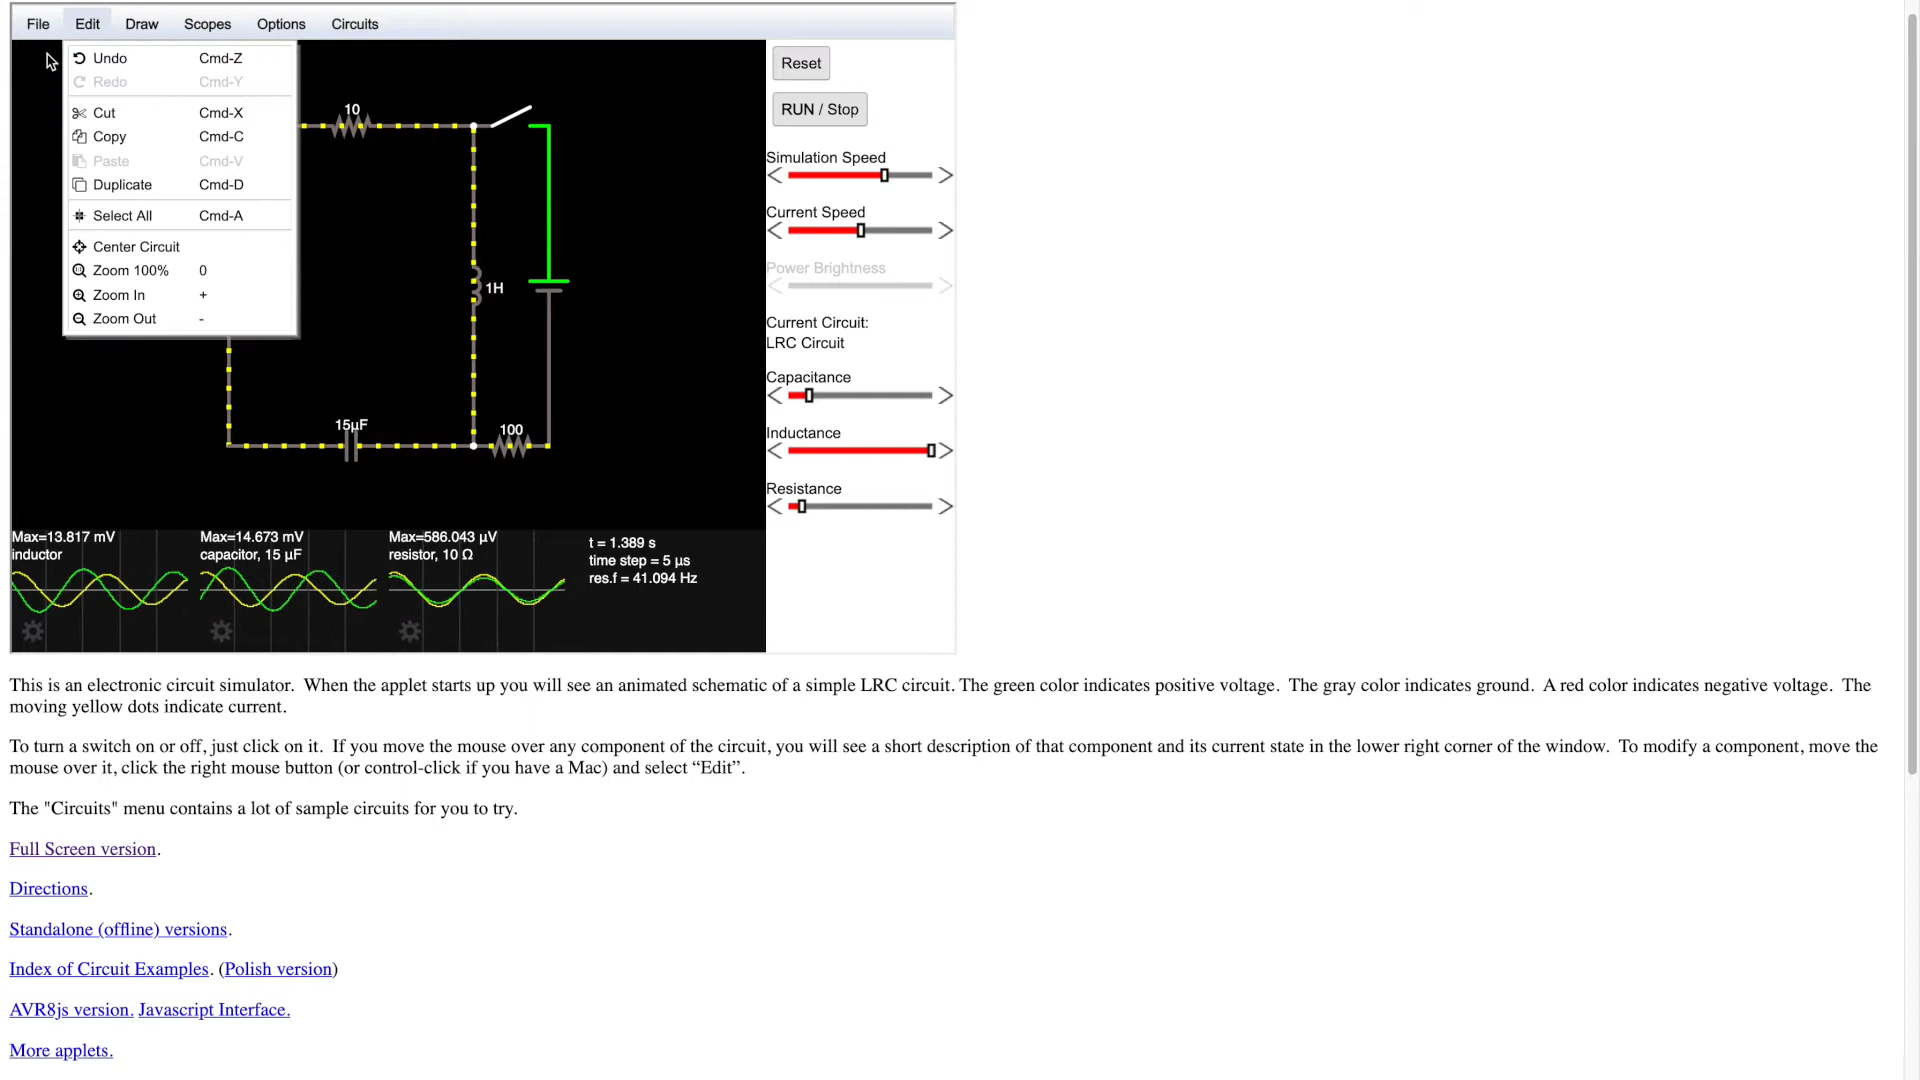 File Edit Draw Scopes Options Circuits
Undo Cmd-Z
Redo Cmd-Y
Cut Cmd-X
Copy Cmd-C
Paste Cmd-V
Duplicate Cmd-D
Select All Cmd-A
Center Circuit
Zoom 100% 0
Zoom In +
Zoom Out -
10
1H
15µF
100
Reset
RUN / Stop
Simulation Speed
Current Speed
Power Brightness
Current Circuit:
LRC Circuit
Capacitance
Inductance
Resistance
Max=13.817 mV
inductor
Max=14.673 mV
capacitor, 15 µF
Max=586.043 µV
resistor, 10 Ω
t = 1.389 s
time step = 5 µs
res.f = 41.094 Hz
This is an electronic circuit simulator.  When the applet starts up you will see an animated schematic of a simple LRC circuit. The green color indicates positive voltage.  The gray color indicates ground.  A red color indicates negative voltage.  The
moving yellow dots indicate current.
To turn a switch on or off, just click on it.  If you move the mouse over any component of the circuit, you will see a short description of that component and its current state in the lower right corner of the window.  To modify a component, move the
mouse over it, click the right mouse button (or control-click if you have a Mac) and select “Edit”.
The "Circuits" menu contains a lot of sample circuits for you to try.
Full Screen version.
Directions.
Standalone (offline) versions.
Index of Circuit Examples. (Polish version)
AVR8js version. Javascript Interface.
More applets.